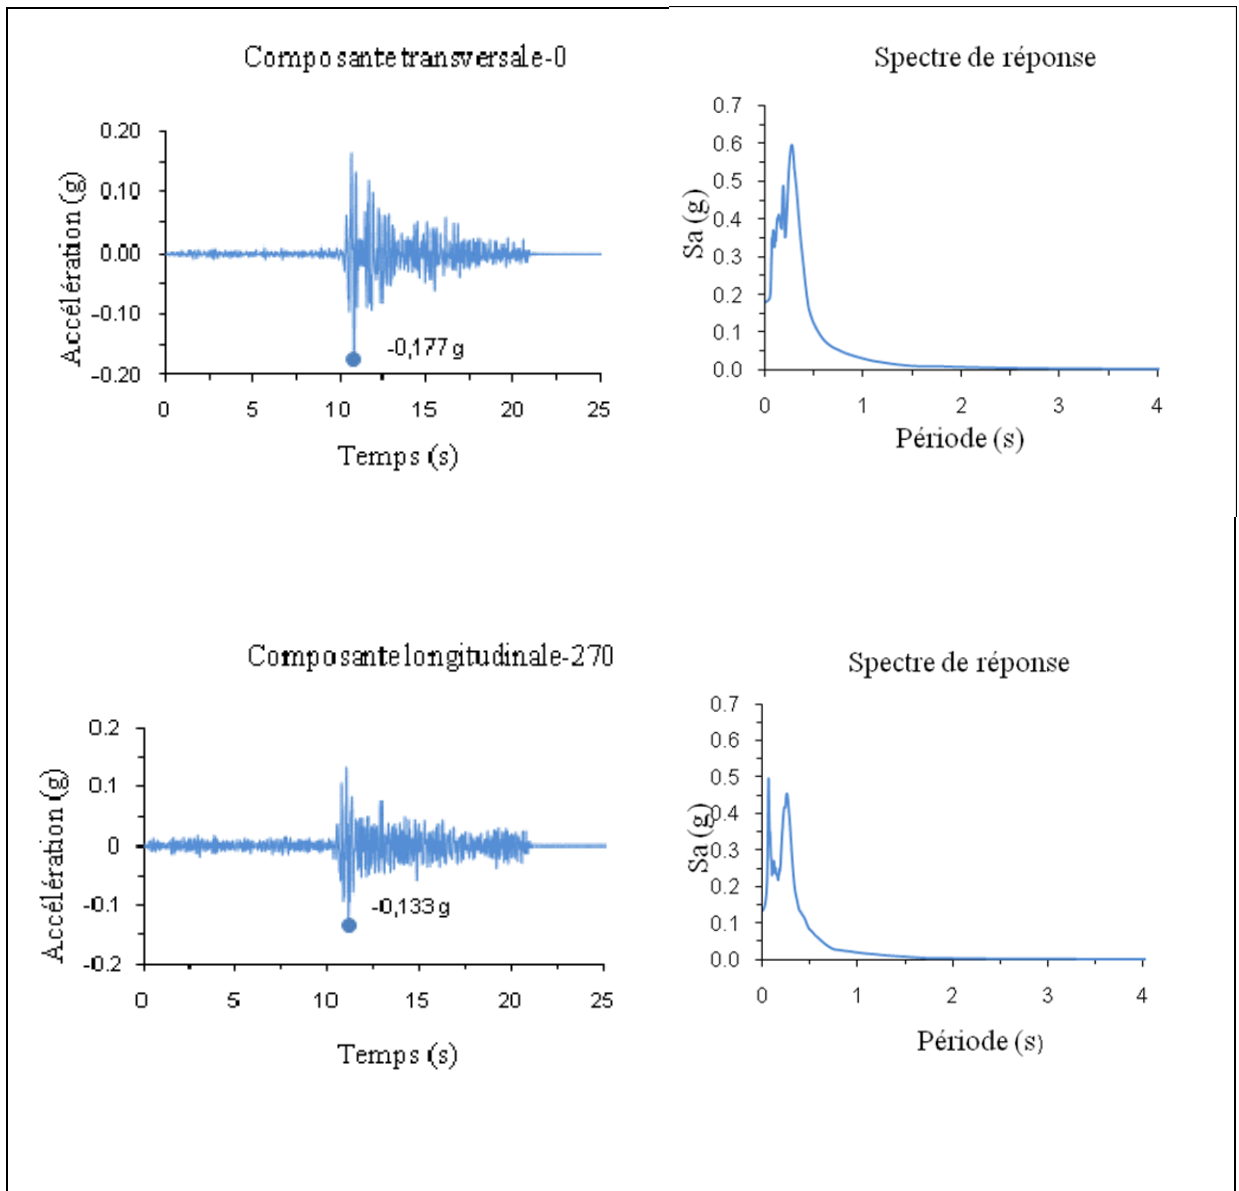 Composante transversale-0
0.20
0.10
0.00
-0.10
-0.20
Accélération (g)
-0,177 g
0 5 10 15 20 25
Temps (s)
Spectre de réponse
0.7
0.6
0.5
0.4
0.3
0.2
0.1
0.0
Sa (g)
0 1 2 3 4
Période (s)
Composante longitudinale-270
0.2
0.1
0
-0.1
-0.2
Accélération (g)
-0,133 g
0 5 10 15 20 25
Temps (s)
Spectre de réponse
0.7
0.6
0.5
0.4
0.3
0.2
0.1
0.0
Sa (g)
0 1 2 3 4
Période (s)